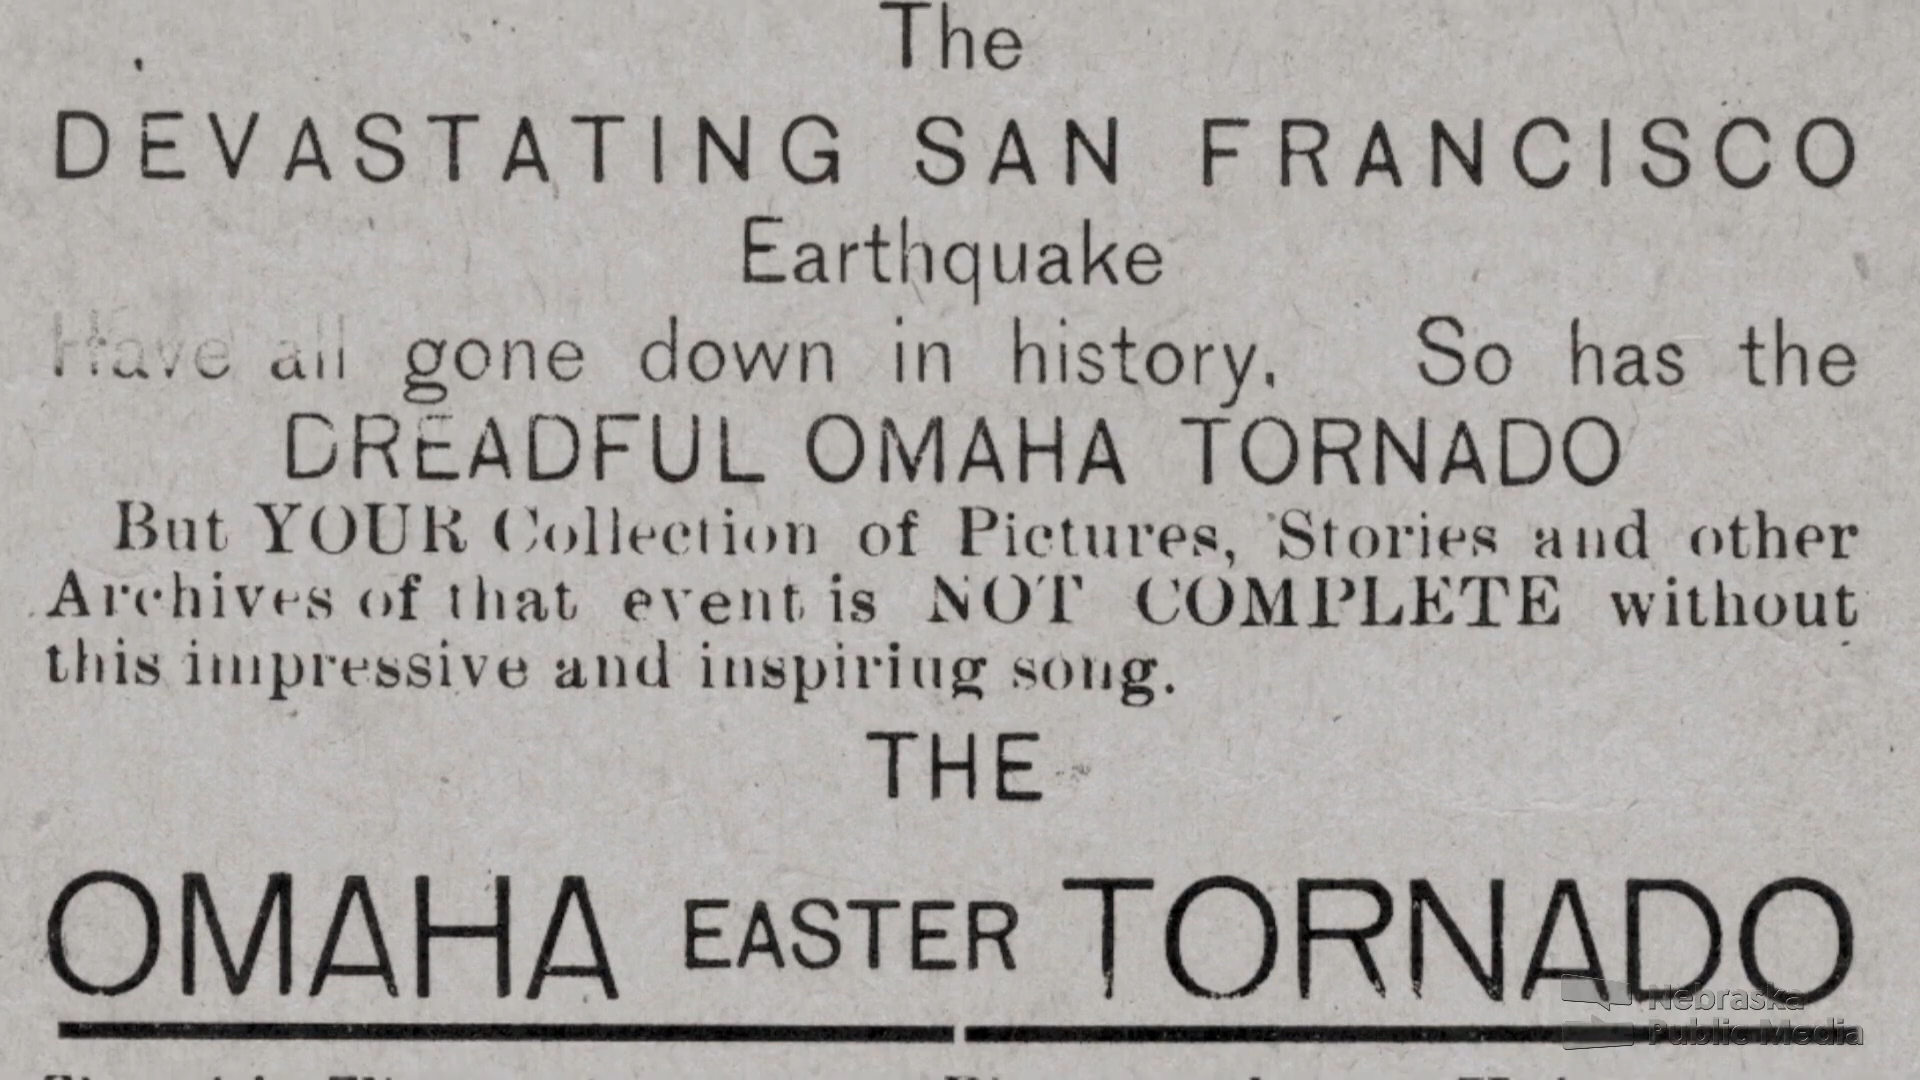 The
DEVASTATING SAN FRANCISCO
Earthquake
Have all gone down in history. So has the
DREADFUL OMAHA TORNADO
But YOUR Collection of Pictures, Stories and other
Archives of that event is NOT COMPLETE without
this impressive and inspiring song.
THE
OMAHA EASTER TORNADO
Nebraska
Public Media